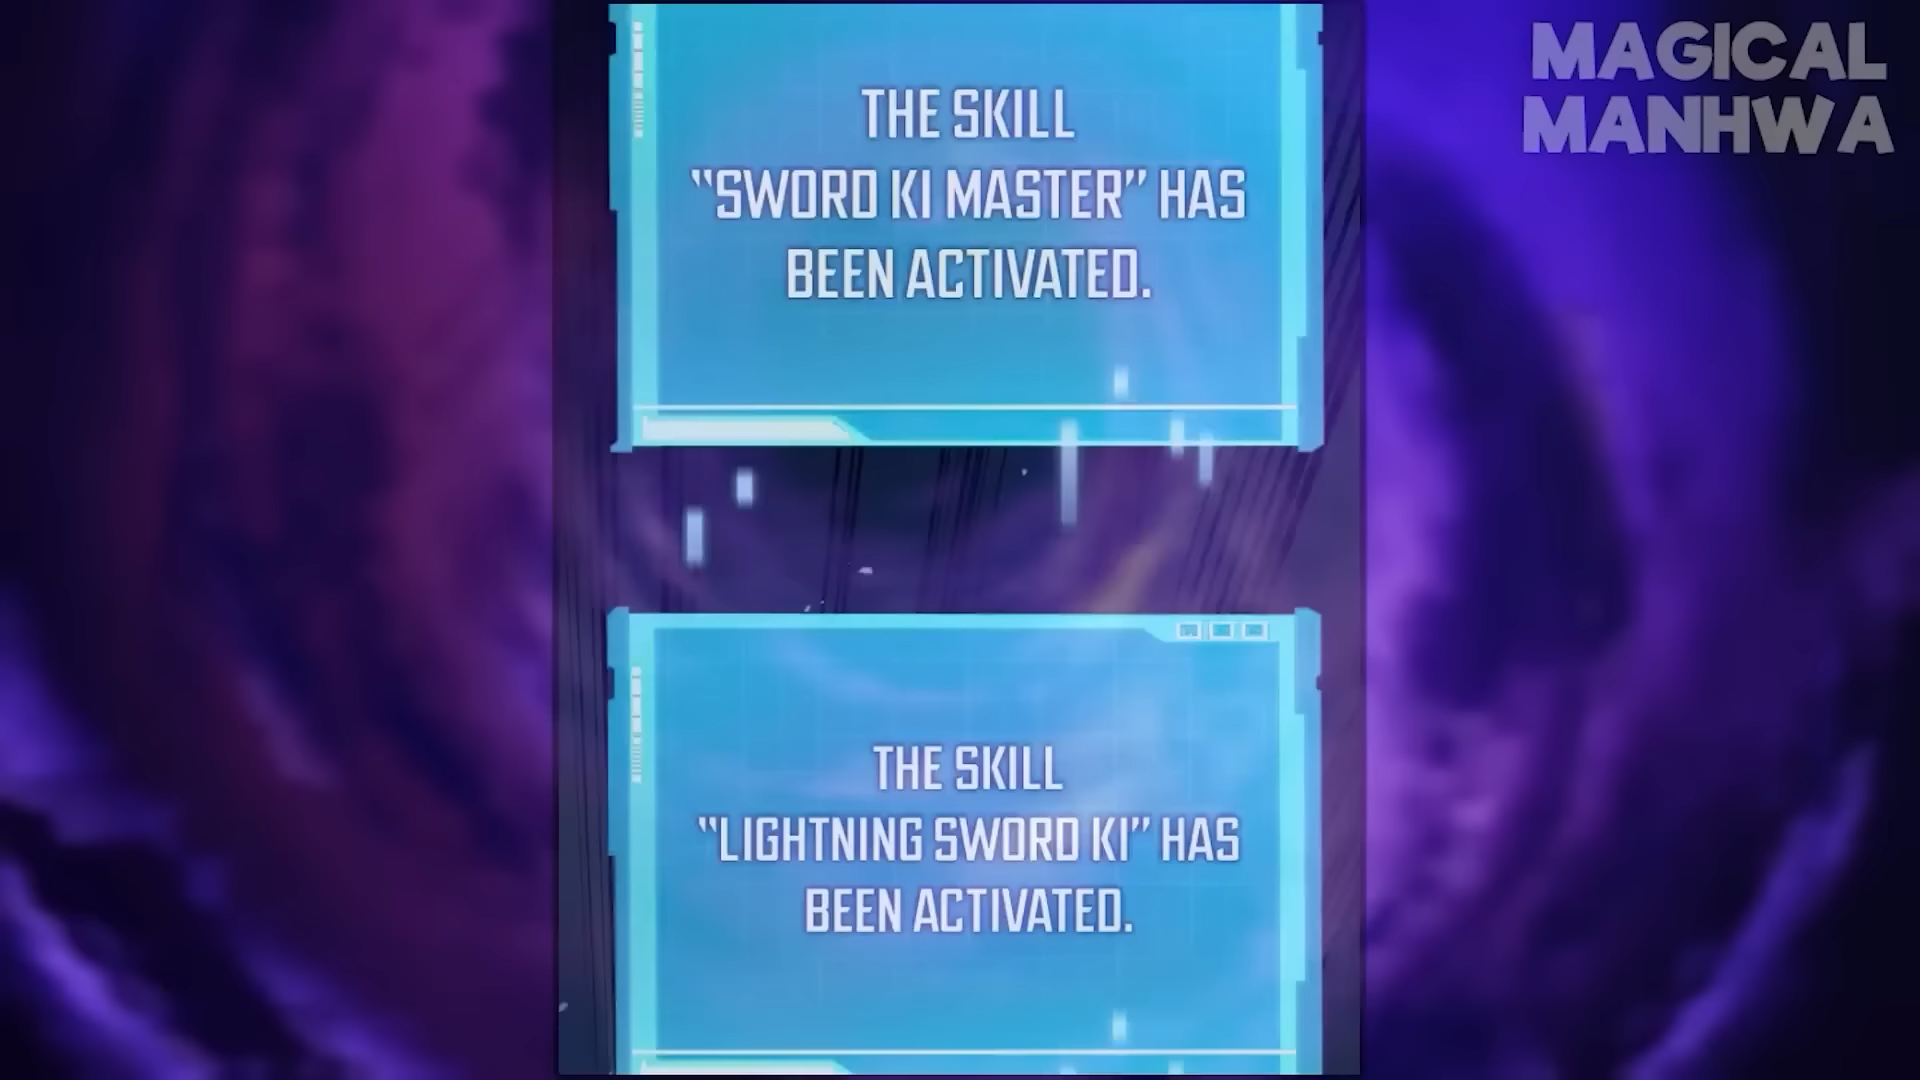 MAGICAL
MANHWA
THE SKILL
“SWORD KI MASTER” HAS
BEEN ACTIVATED.
THE SKILL
“LIGHTNING SWORD KI” HAS
BEEN ACTIVATED.